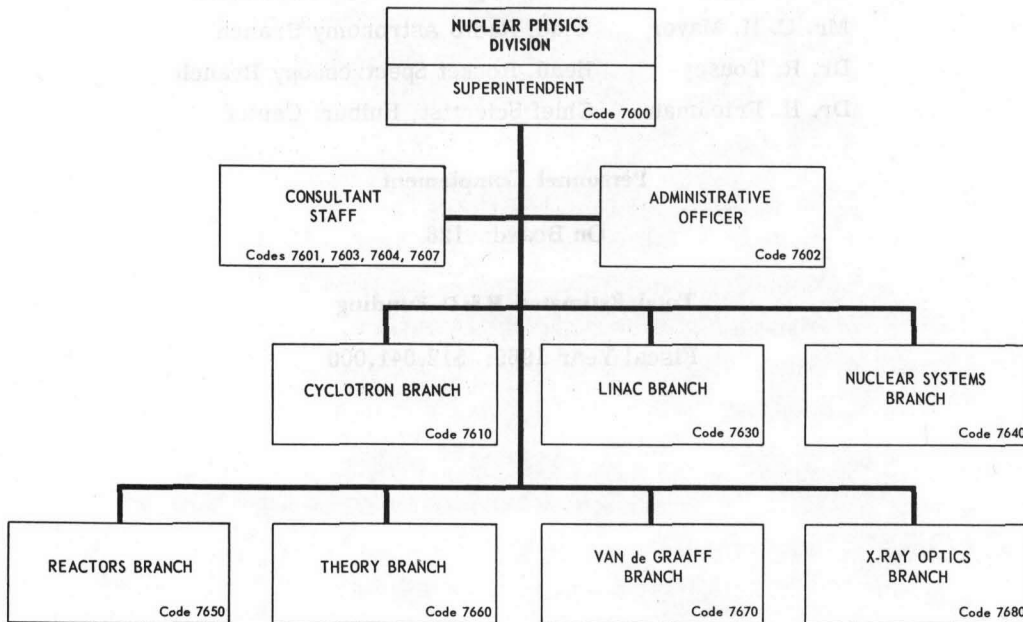 NUCLEAR PHYSICS
DIVISION
SUPERINTENDENT
Code 7600
CONSULTANT
STAFF
Codes 7601, 7603, 7604, 7607
ADMINISTRATIVE
OFFICER
Code 7602
CYCLOTRON BRANCH
Code 7610
LINAC BRANCH
Code 7630
NUCLEAR SYSTEMS
BRANCH
Code 7640
REACTORS BRANCH
Code 7650
THEORY BRANCH
Code 7660
VAN de GRAAFF
BRANCH
Code 7670
X-RAY OPTICS
BRANCH
Code 7680